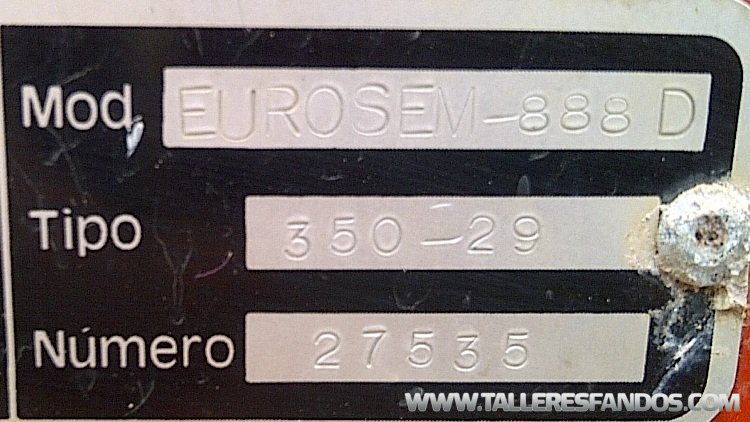 Mod. EUROSEM-888 D
Tipo 350-29
Número 27535
WWW.TALLERESFANDOS.COM